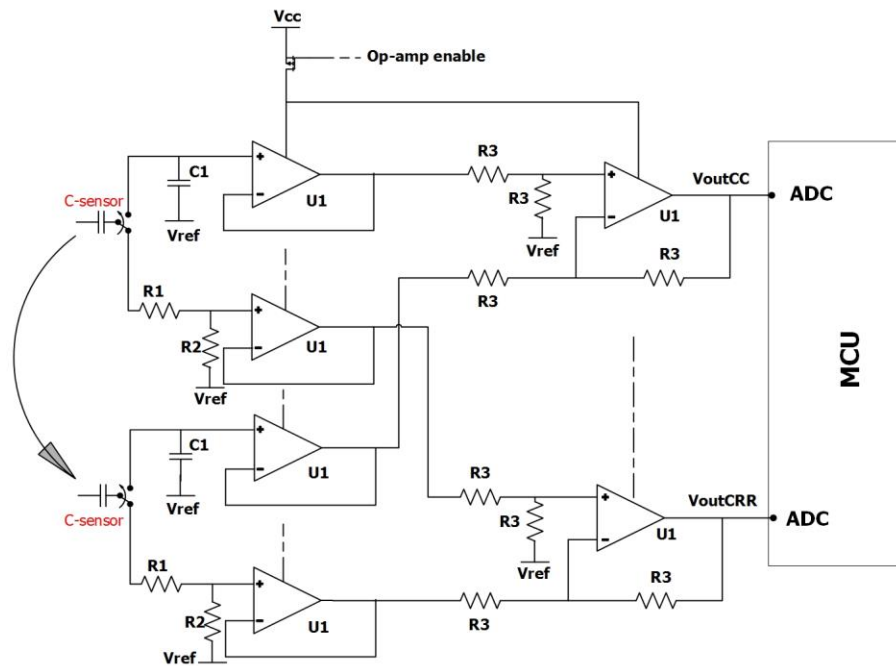 Vcc
Op-amp enable
C-sensor
C1
Vref
U1
R3
R3
Vref
U1
VoutCC
ADC
R3
R3
R1
R2
Vref
U1
MCU
C-sensor
C1
Vref
U1
R3
R3
Vref
U1
VoutCRR
ADC
R1
R2
Vref
U1
R3
R3